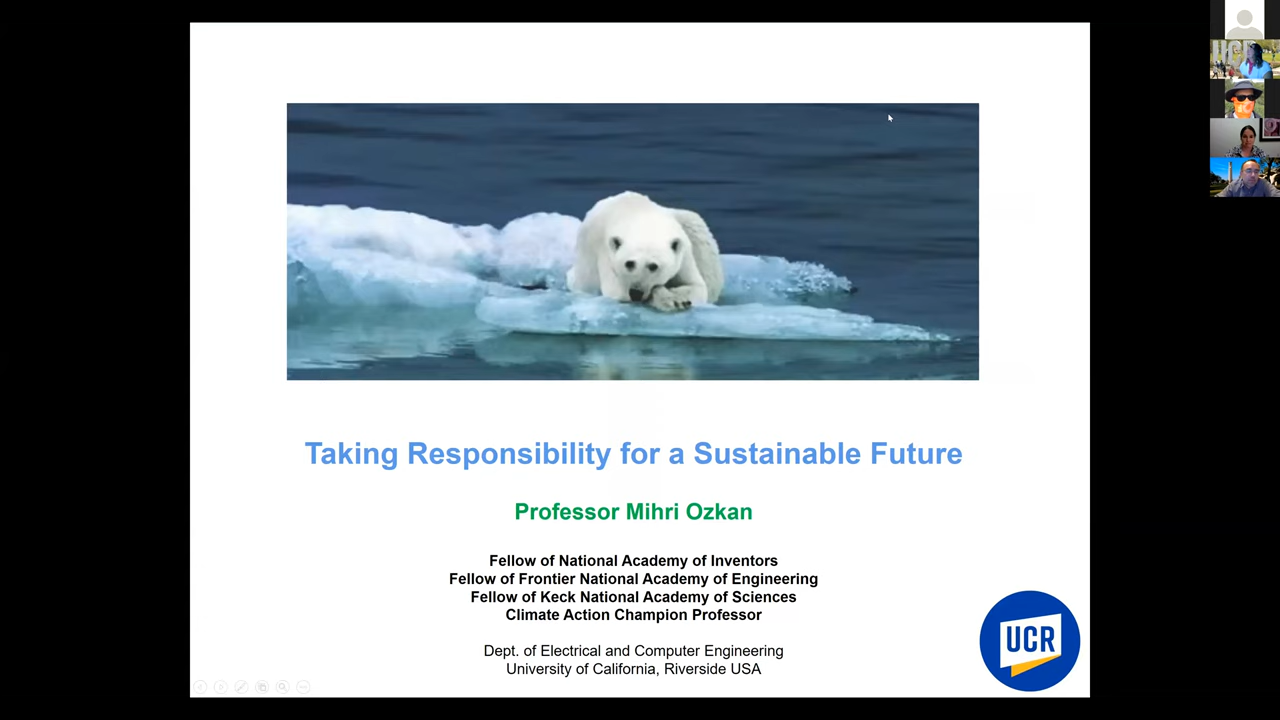 Taking Responsibility for a Sustainable Future
Professor Mihri Ozkan
Fellow of National Academy of Inventors
Fellow of Frontier National Academy of Engineering
Fellow of Keck National Academy of Sciences
Climate Action Champion Professor
Dept. of Electrical and Computer Engineering
University of California, Riverside USA
UCR
UCR